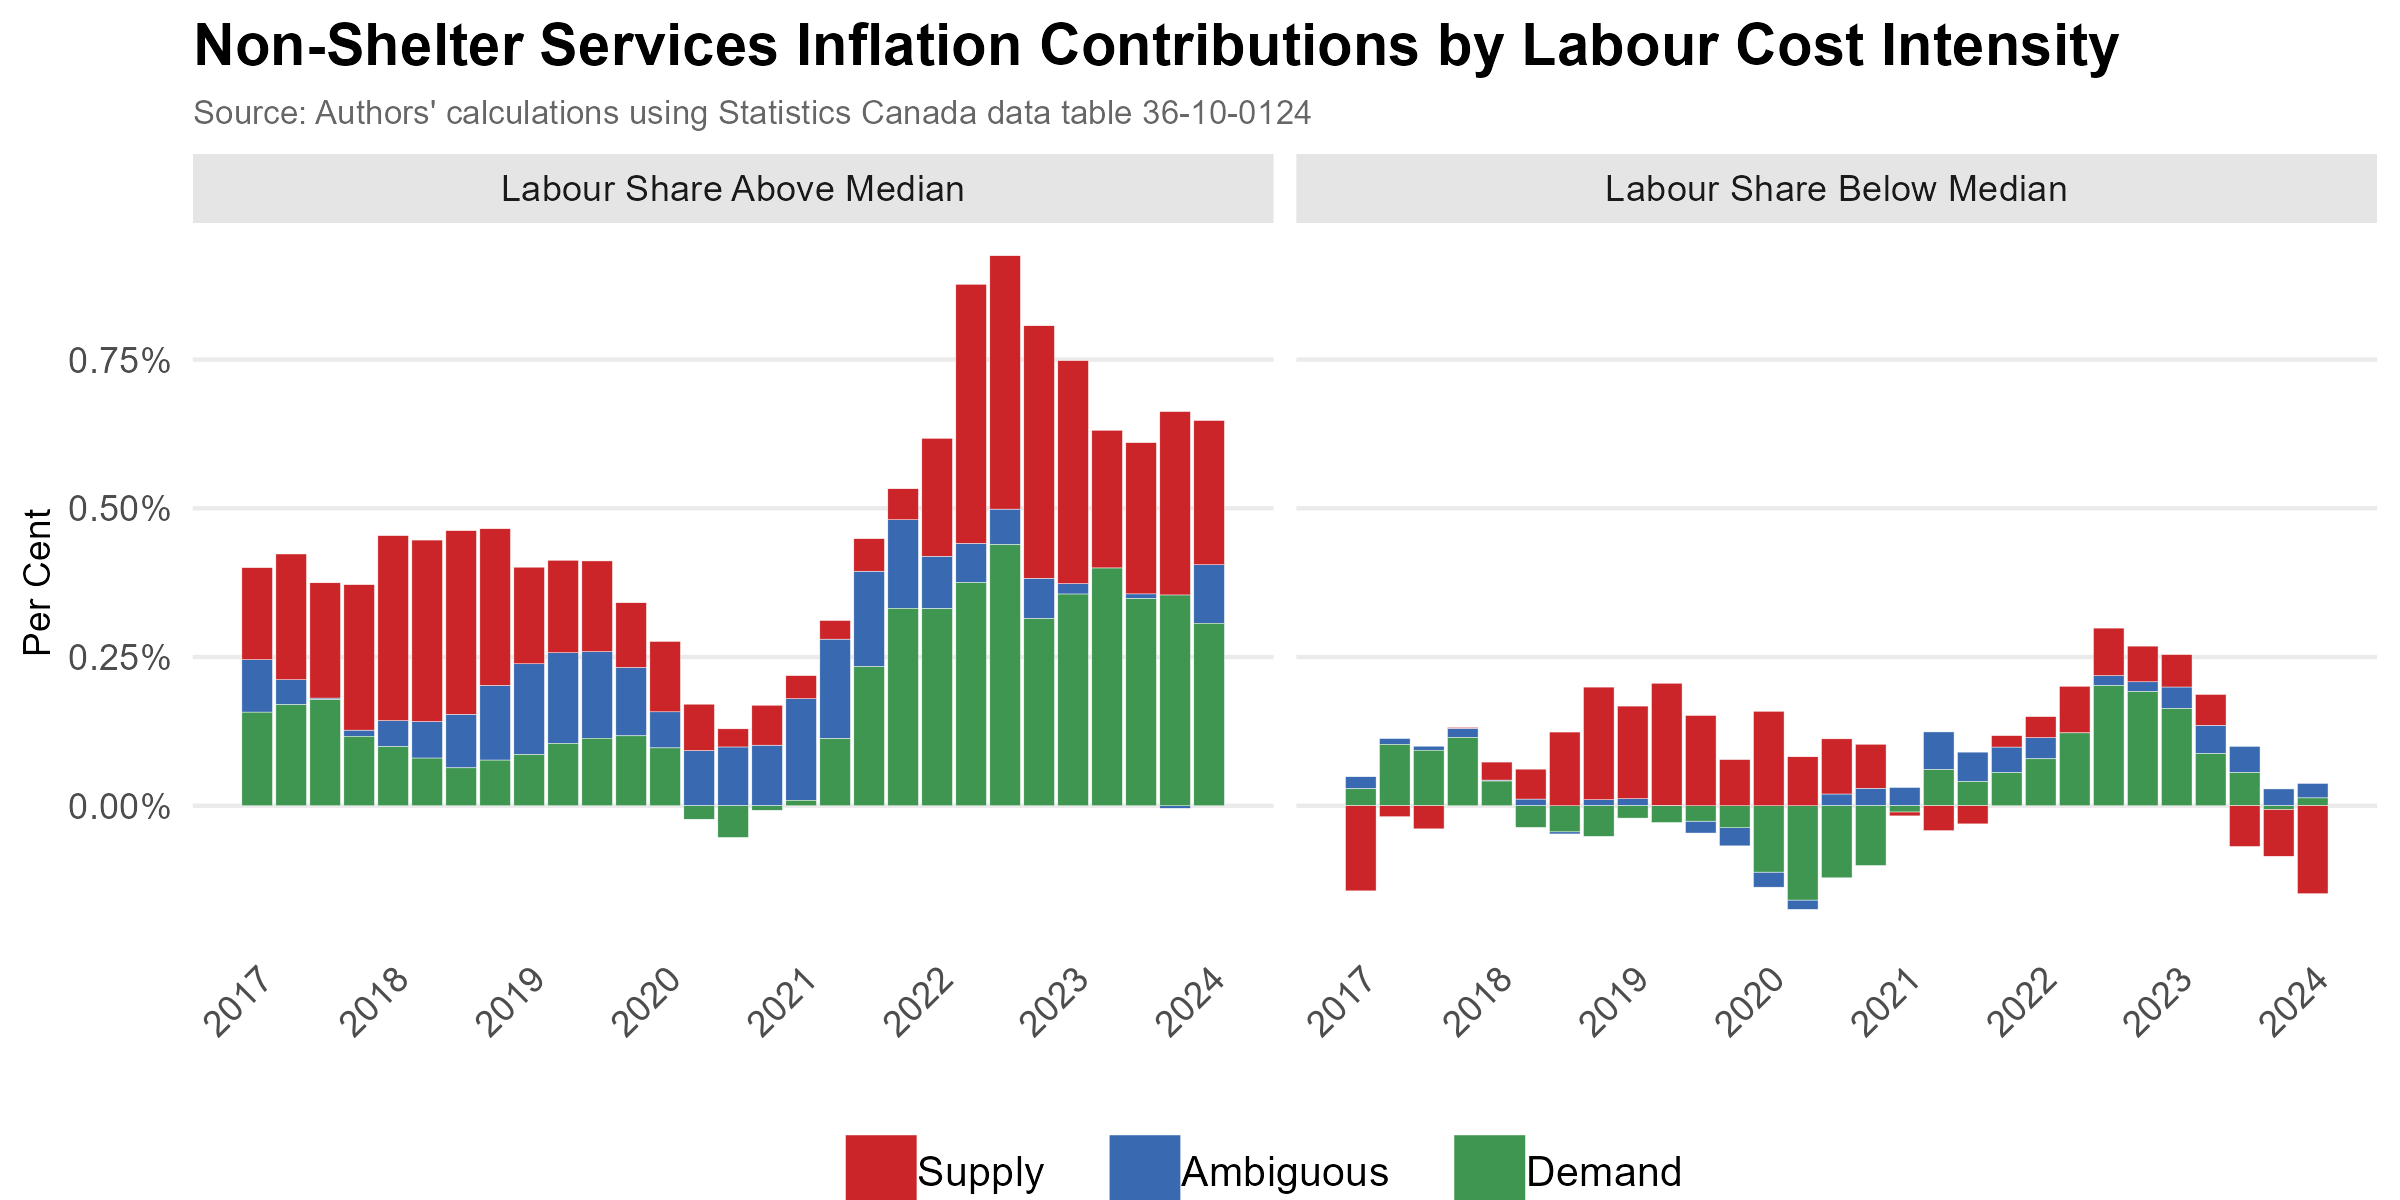 Non-Shelter Services Inflation Contributions by Labour Cost Intensity
Source: Authors' calculations using Statistics Canada data table 36-10-0124
Labour Share Above Median
Labour Share Below Median
Per Cent
0.75%
0.50%
0.25%
0.00%
2017 2018 2019 2020 2021 2022 2023 2024
2017 2018 2019 2020 2021 2022 2023 2024
Supply Ambiguous Demand